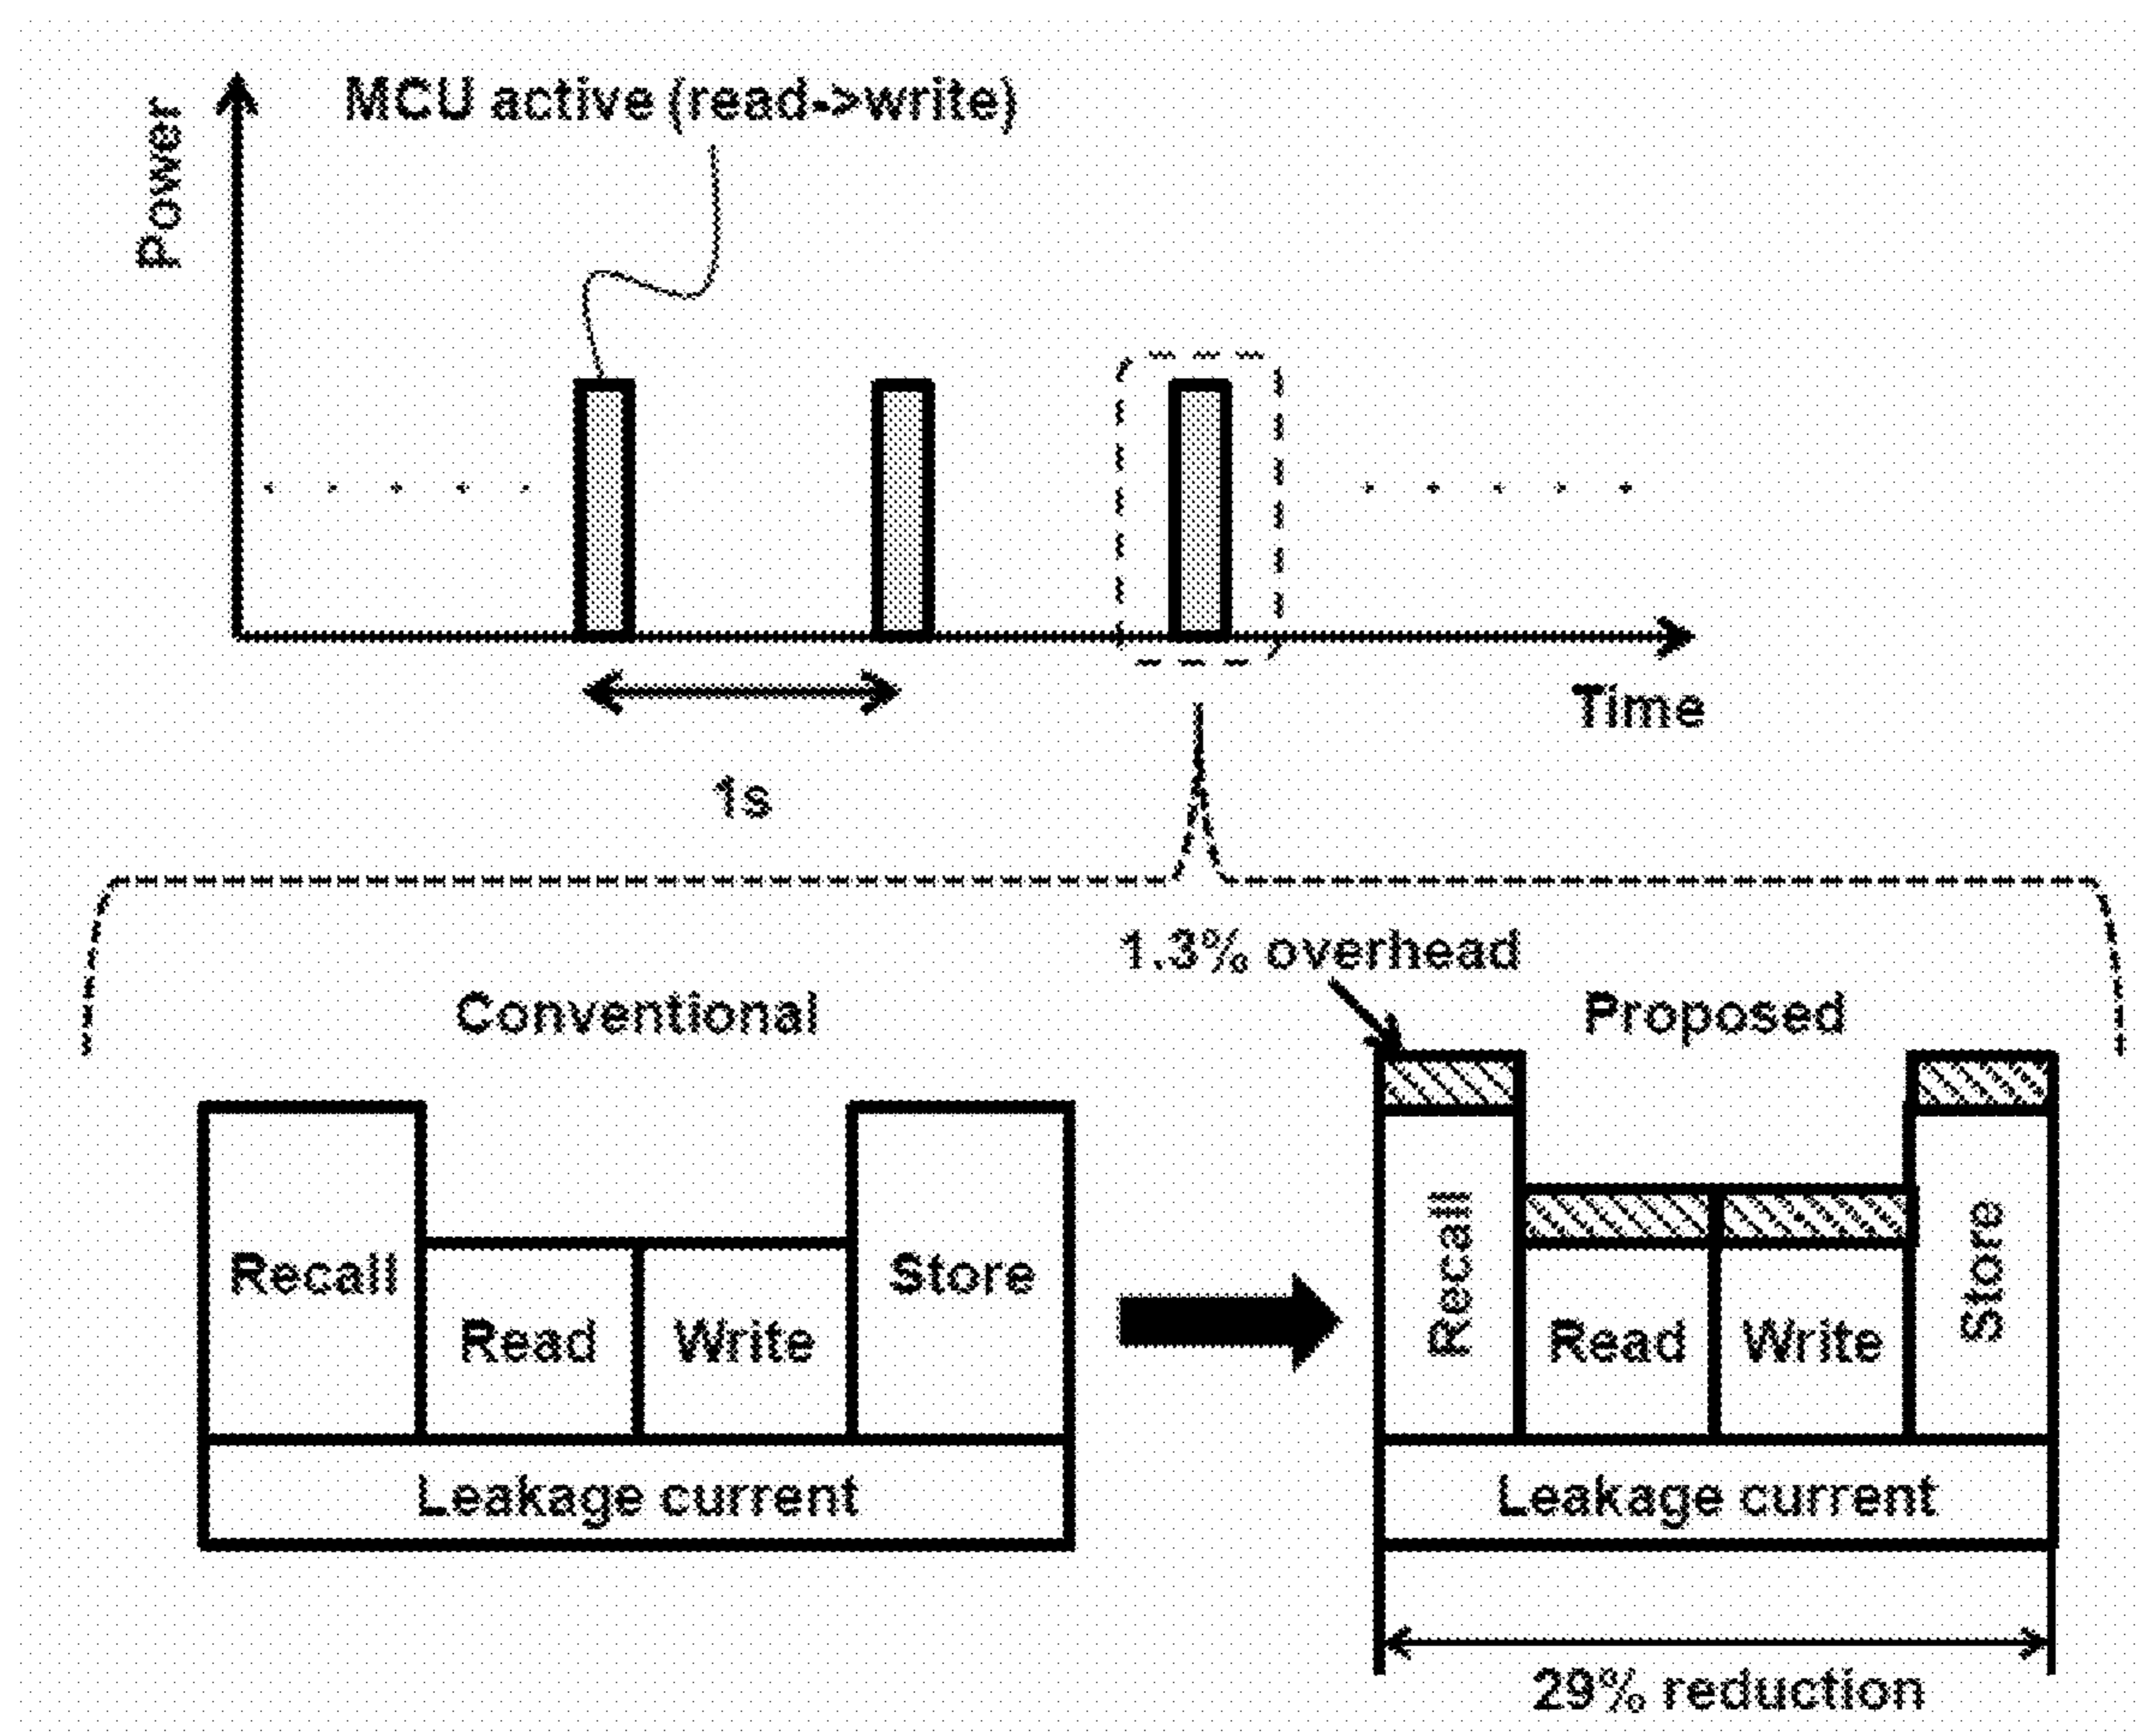 MCU active (read->write)
Power
Time
1s
1.3% overhead
Conventional
Proposed
Recall
Read
Write
Store
Leakage current
Recall
Read
Write
Store
Leakage current
29% reduction